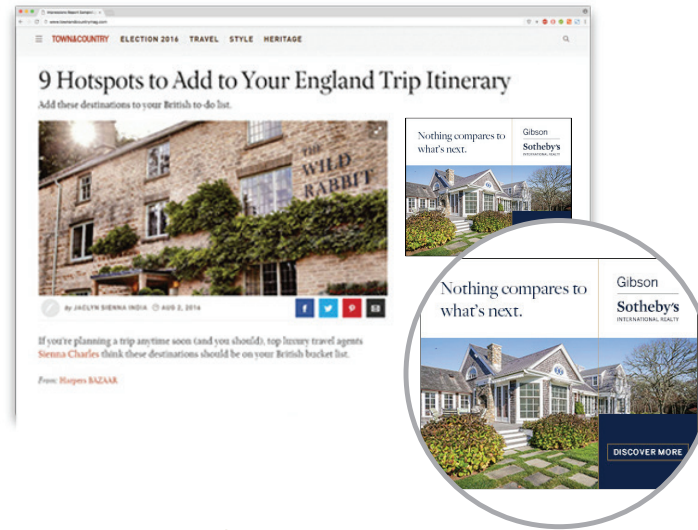 www.townandcountrymag.com
TOWN&COUNTRY ELECTION 2016 TRAVEL STYLE HERITAGE
9 Hotspots to Add to Your England Trip Itinerary
Add these destinations to your British to-do list.
THE
WILD
RABBIT
by JACLYN SIENNA INDIA AUG 2, 2016
If you're planning a trip anytime soon (and you should), top luxury travel agents
Sienna Charles think these destinations should be on your British bucket list.
From: Harpers BAZAAR
Nothing compares to
what's next.
Gibson
Sotheby's
INTERNATIONAL REALTY
Nothing compares to
what's next.
Gibson
Sotheby's
INTERNATIONAL REALTY
DISCOVER MORE